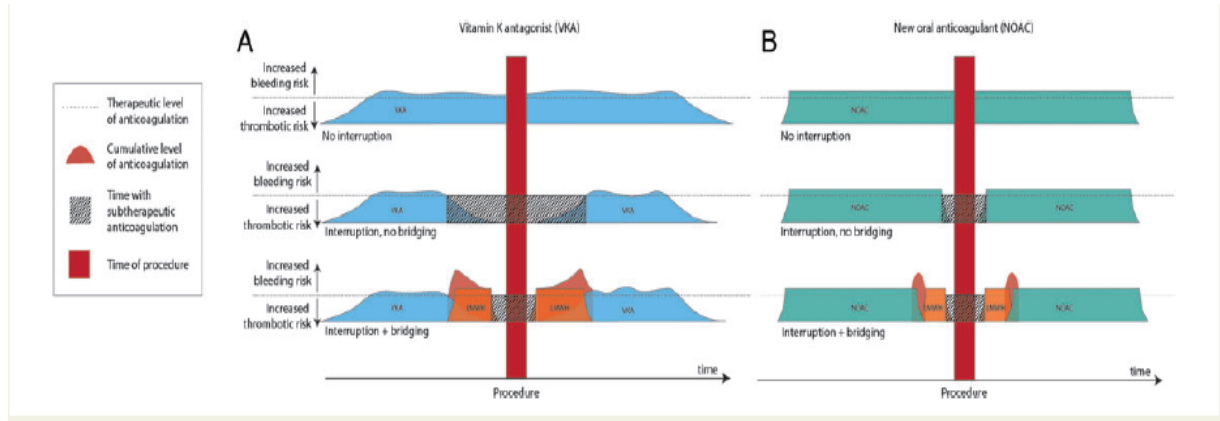 A
Vitamin K antagonist (VKA)
B
New oral anticoagulant (NOAC)
Therapeutic level
of anticoagulation
Cumulative level
of anticoagulation
Time with
subtherapeutic
anticoagulation
Time of procedure
Increased
bleeding risk
Increased
thrombotic risk
VKA
No interruption
Increased
bleeding risk
Increased
thrombotic risk
VKA
VKA
Interruption, no bridging
Increased
bleeding risk
Increased
thrombotic risk
VKA
LMWH
LMWH
VKA
Interruption + bridging
time
Procedure
NOAC
No interruption
NOAC
NOAC
Interruption, no bridging
NOAC
LMWH
LMWH
NOAC
Interruption + bridging
time
Procedure